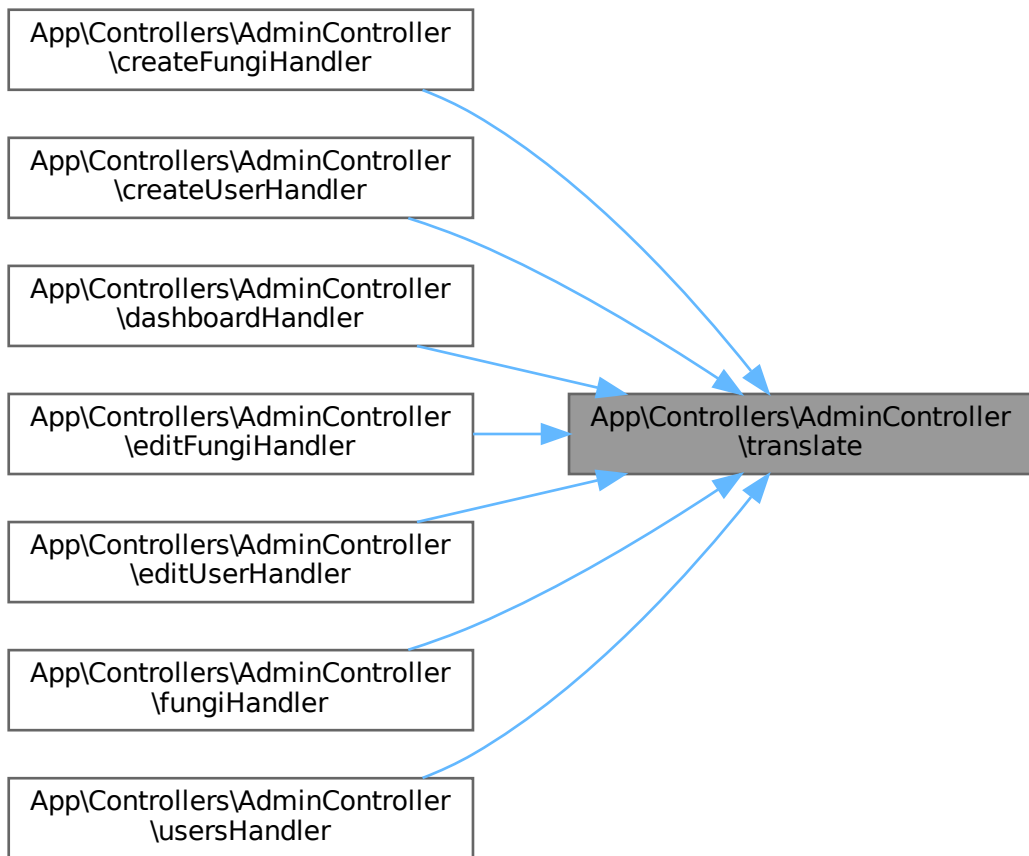 App\Controllers\AdminController
\createFungiHandler
App\Controllers\AdminController
\createUserHandler
App\Controllers\AdminController
\dashboardHandler
App\Controllers\AdminController
\editFungiHandler
App\Controllers\AdminController
\translate
App\Controllers\AdminController
\editUserHandler
App\Controllers\AdminController
\fungiHandler
App\Controllers\AdminController
\usersHandler